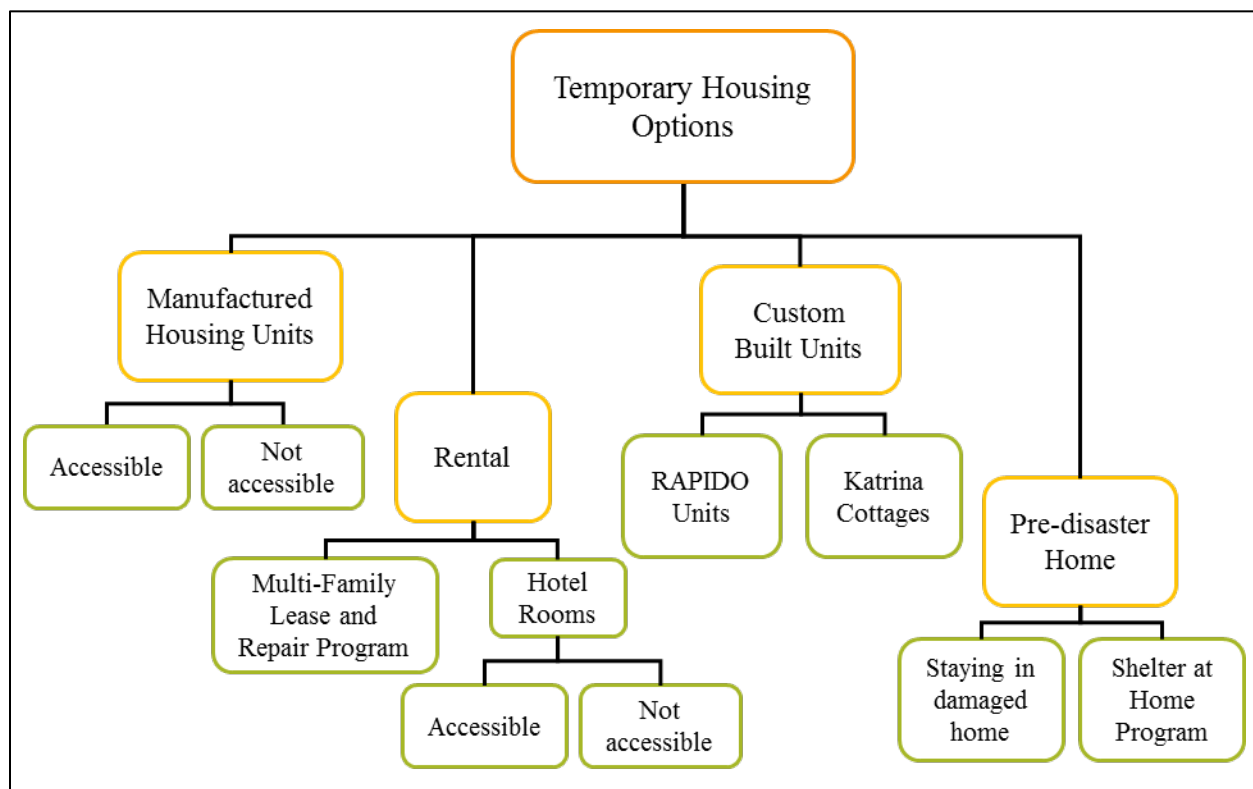 Temporary Housing
Options
Manufactured
Housing Units
Accessible
Not
accessible
Rental
Multi-Family
Lease and
Repair Program
Hotel
Rooms
Accessible
Not
accessible
Custom
Built Units
RAPIDO
Units
Katrina
Cottages
Pre-disaster
Home
Staying in
damaged
home
Shelter at
Home
Program